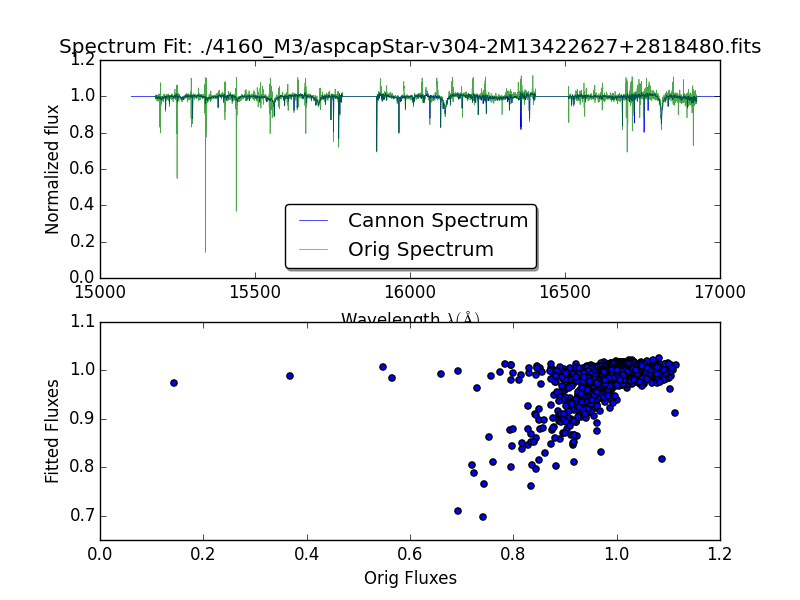 Spectrum Fit: ./4160_M3/aspcapStar-v304-2M13422627+2818480.fits
1.2
1.0
0.8
0.6
0.4
0.2
0.0
Normalized flux
Cannon Spectrum
Orig Spectrum
15000 15500 16000 16500 17000
Wavelength λ(Å)
1.1
1.0
0.9
0.8
0.7
Fitted Fluxes
0.0 0.2 0.4 0.6 0.8 1.0 1.2
Orig Fluxes